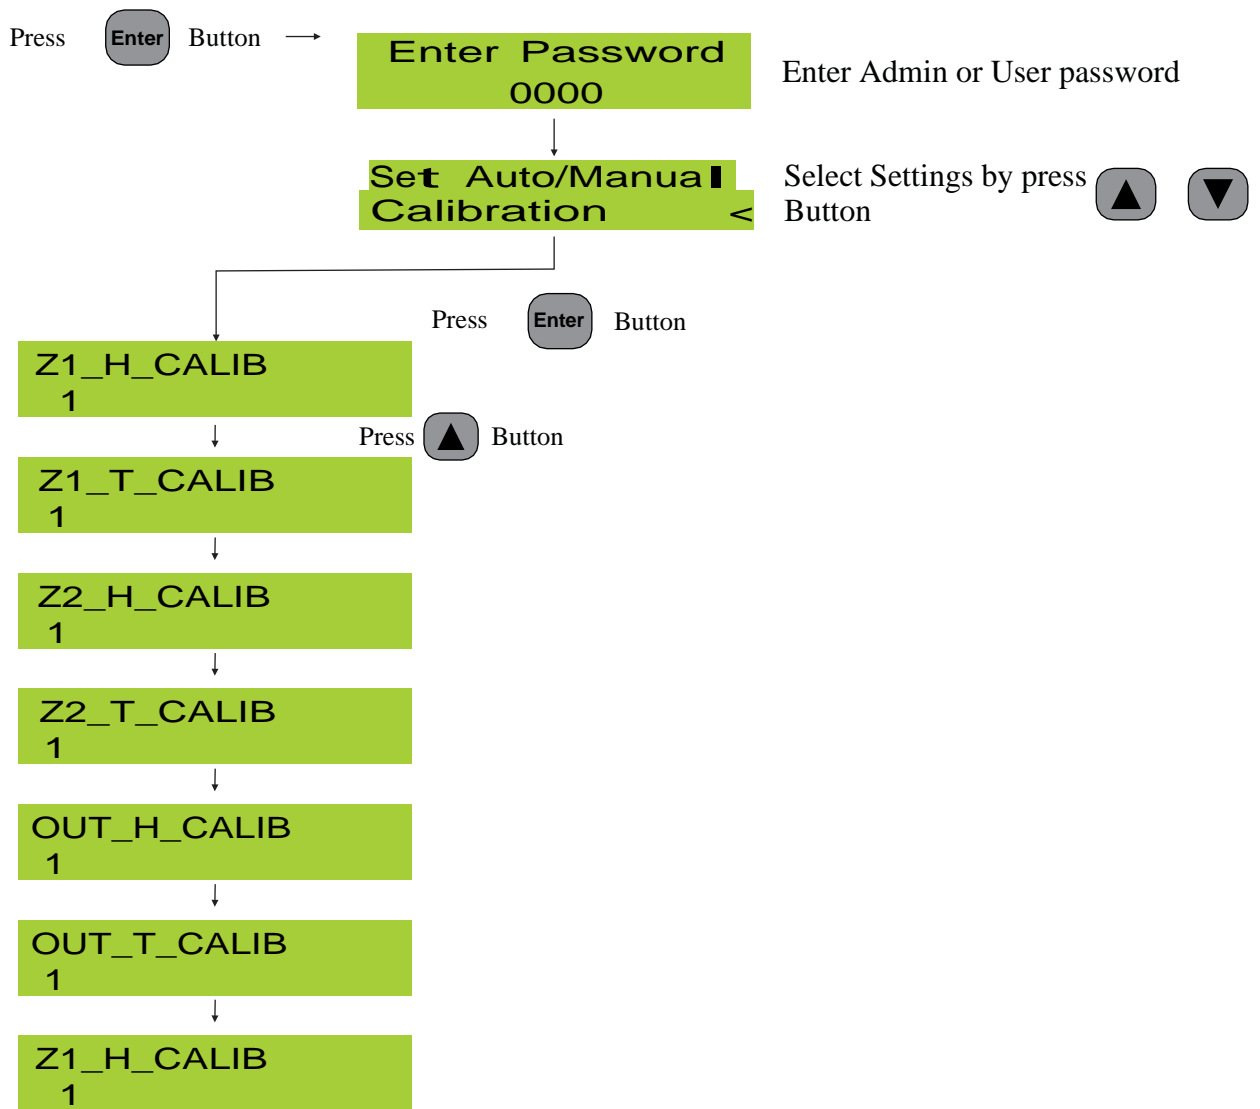 Press Enter Button
Enter Password
0000
Enter Admin or User password
Set Auto/Manual
Calibration <
Select Settings by press
Button
Press Enter Button
Z1_H_CALIB
1
Press Button
Z1_T_CALIB
1
Z2_H_CALIB
1
Z2_T_CALIB
1
OUT_H_CALIB
1
OUT_T_CALIB
1
Z1_H_CALIB
1